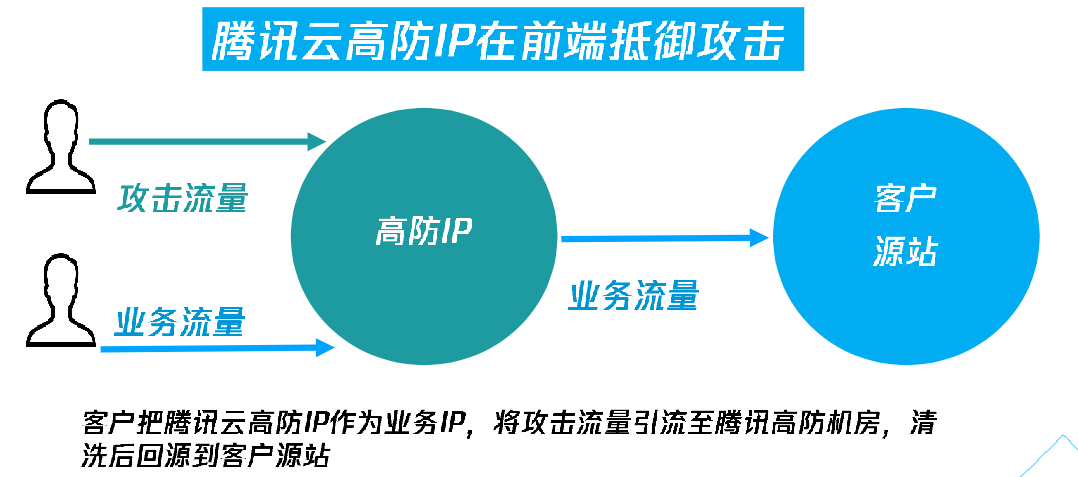 腾讯云高防IP在前端抵御攻击
攻击流量
高防IP
客户
源站
业务流量
业务流量
客户把腾讯云高防IP作为业务IP，将攻击流量引流至腾讯高防机房，清
洗后回源到客户源站